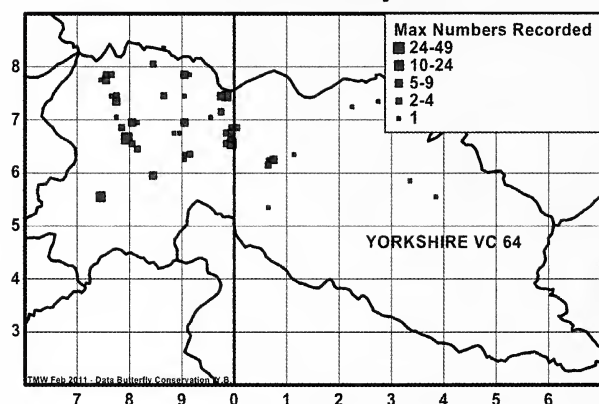 Max Numbers Recorded
24-49
10-24
5-9
2-4
1
8
7
6
5
4
3
YORKSHIRE VC 64
TMW Feb 2011 - Data Butterfly Conservation
7 8 9 0 1 2 3 4 5 6